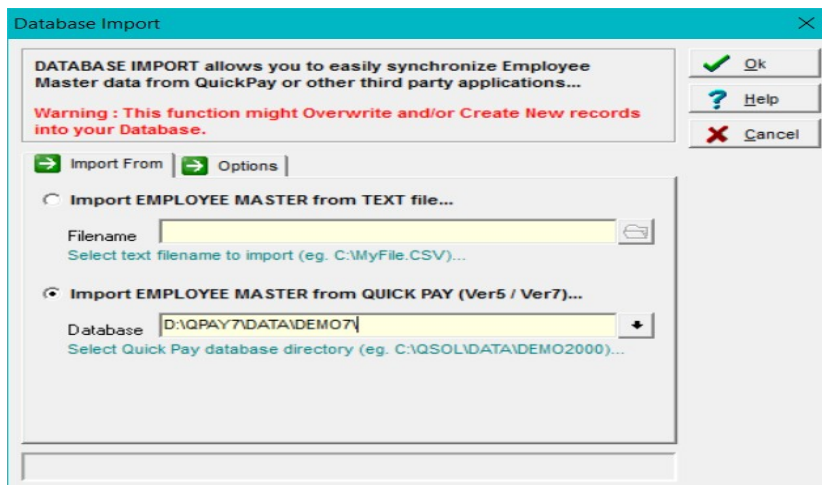 Database Import
DATABASE IMPORT allows you to easily synchronize Employee
Master data from QuickPay or other third party applications...
Warning : This function might Overwrite and/or Create New records
into your Database.
Ok
Help
Cancel
Import From
Options
Import EMPLOYEE MASTER from TEXT file...
Filename
Select text filename to import (eg. C:\MyFile.CSV)...
Import EMPLOYEE MASTER from QUICK PAY (Ver5 / Ver7)...
Database D:\QPAY7\DATA\DEMO7\
Select Quick Pay database directory (eg. C:\QSOL\DATA\DEMO2000)...